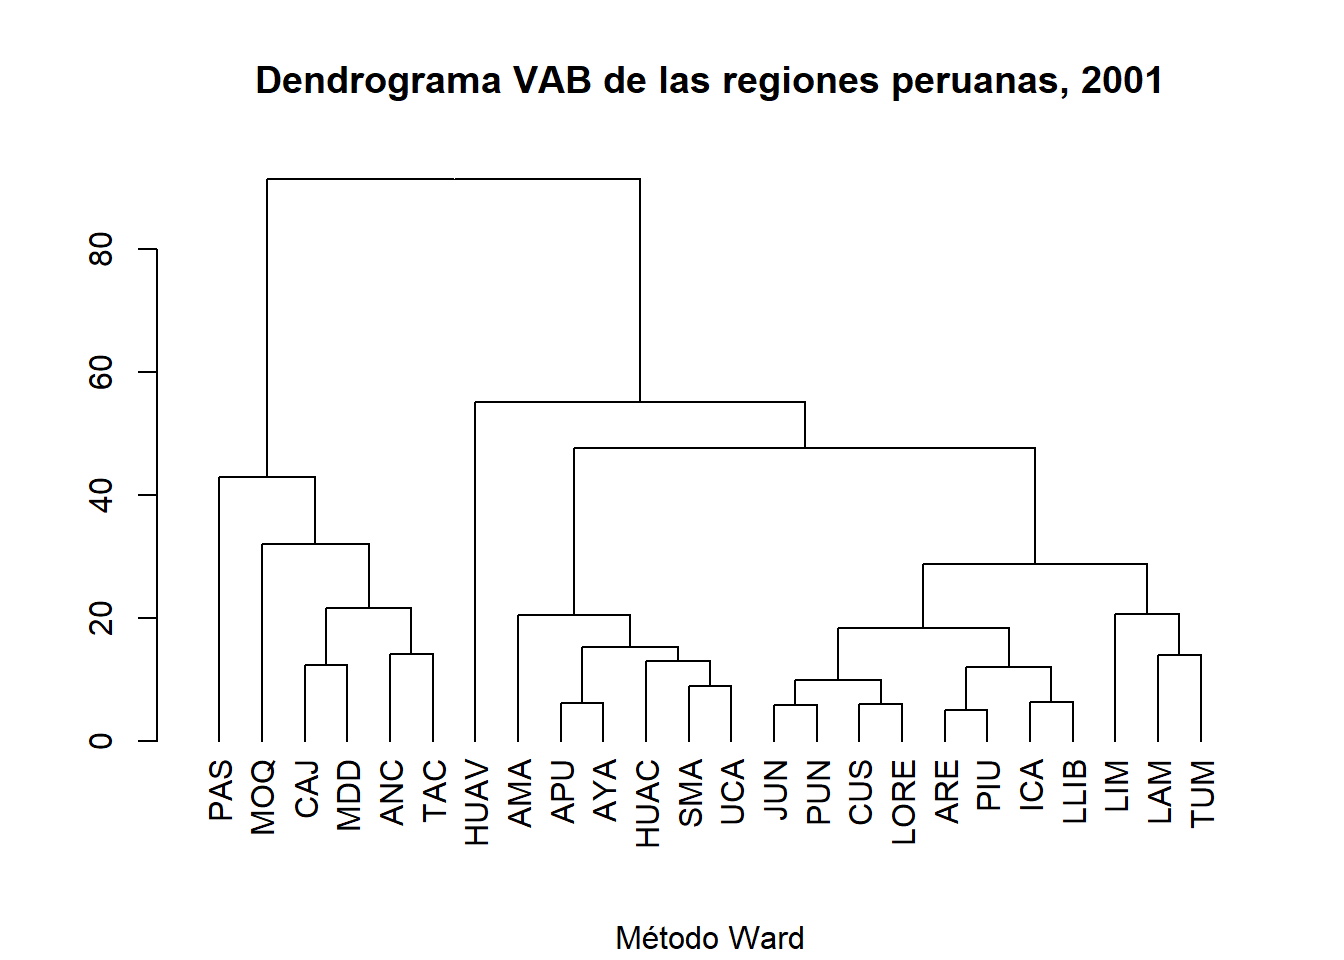 Dendrograma VAB de las regiones peruanas, 2001
80
60
40
20
0
PAS
MOQ
CAJ
MDD
ANC
TAC
HUAV
AMA
APU
AYA
HUAC
SMA
UCA
JUN
PUN
CUS
LORE
ARE
PIU
ICA
LLIB
LIM
LAM
TUM
Método Ward